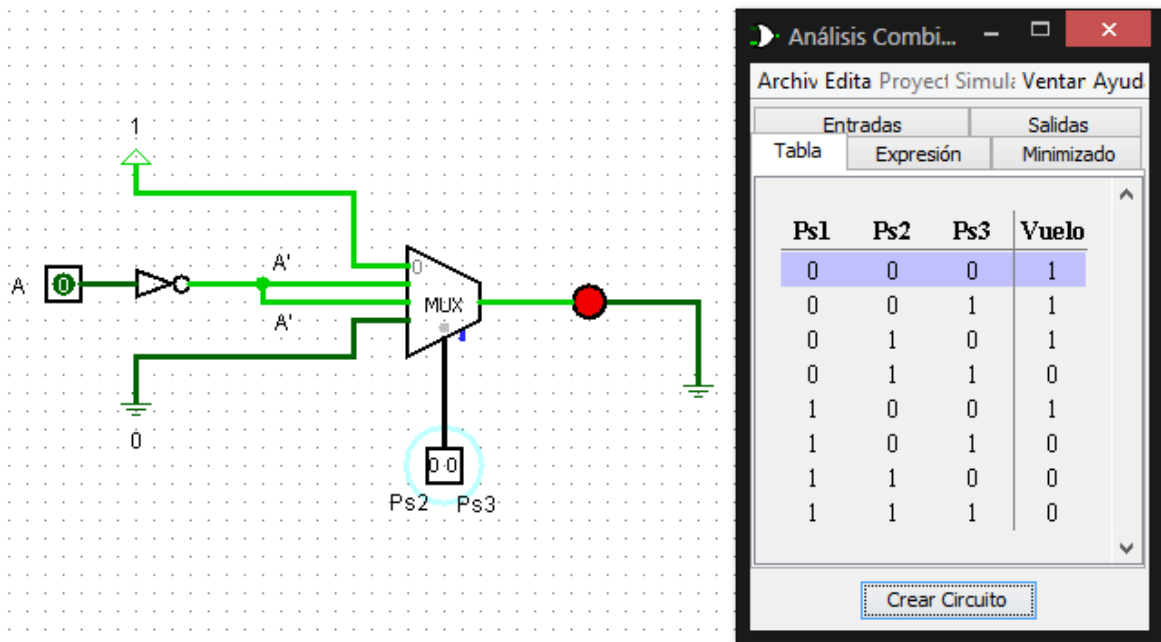 1
A
0
A'
A'
0
MUX
0
0 0
Ps2 Ps3
Análisis Combi...
Archiv Edita Proyect Simula Ventar Ayud
Entradas Salidas
Tabla Expresión Minimizado
Ps1 Ps2 Ps3 Vuelo
0 0 0 1
0 0 1 1
0 1 0 1
0 1 1 0
1 0 0 1
1 0 1 0
1 1 0 0
1 1 1 0
Crear Circuito